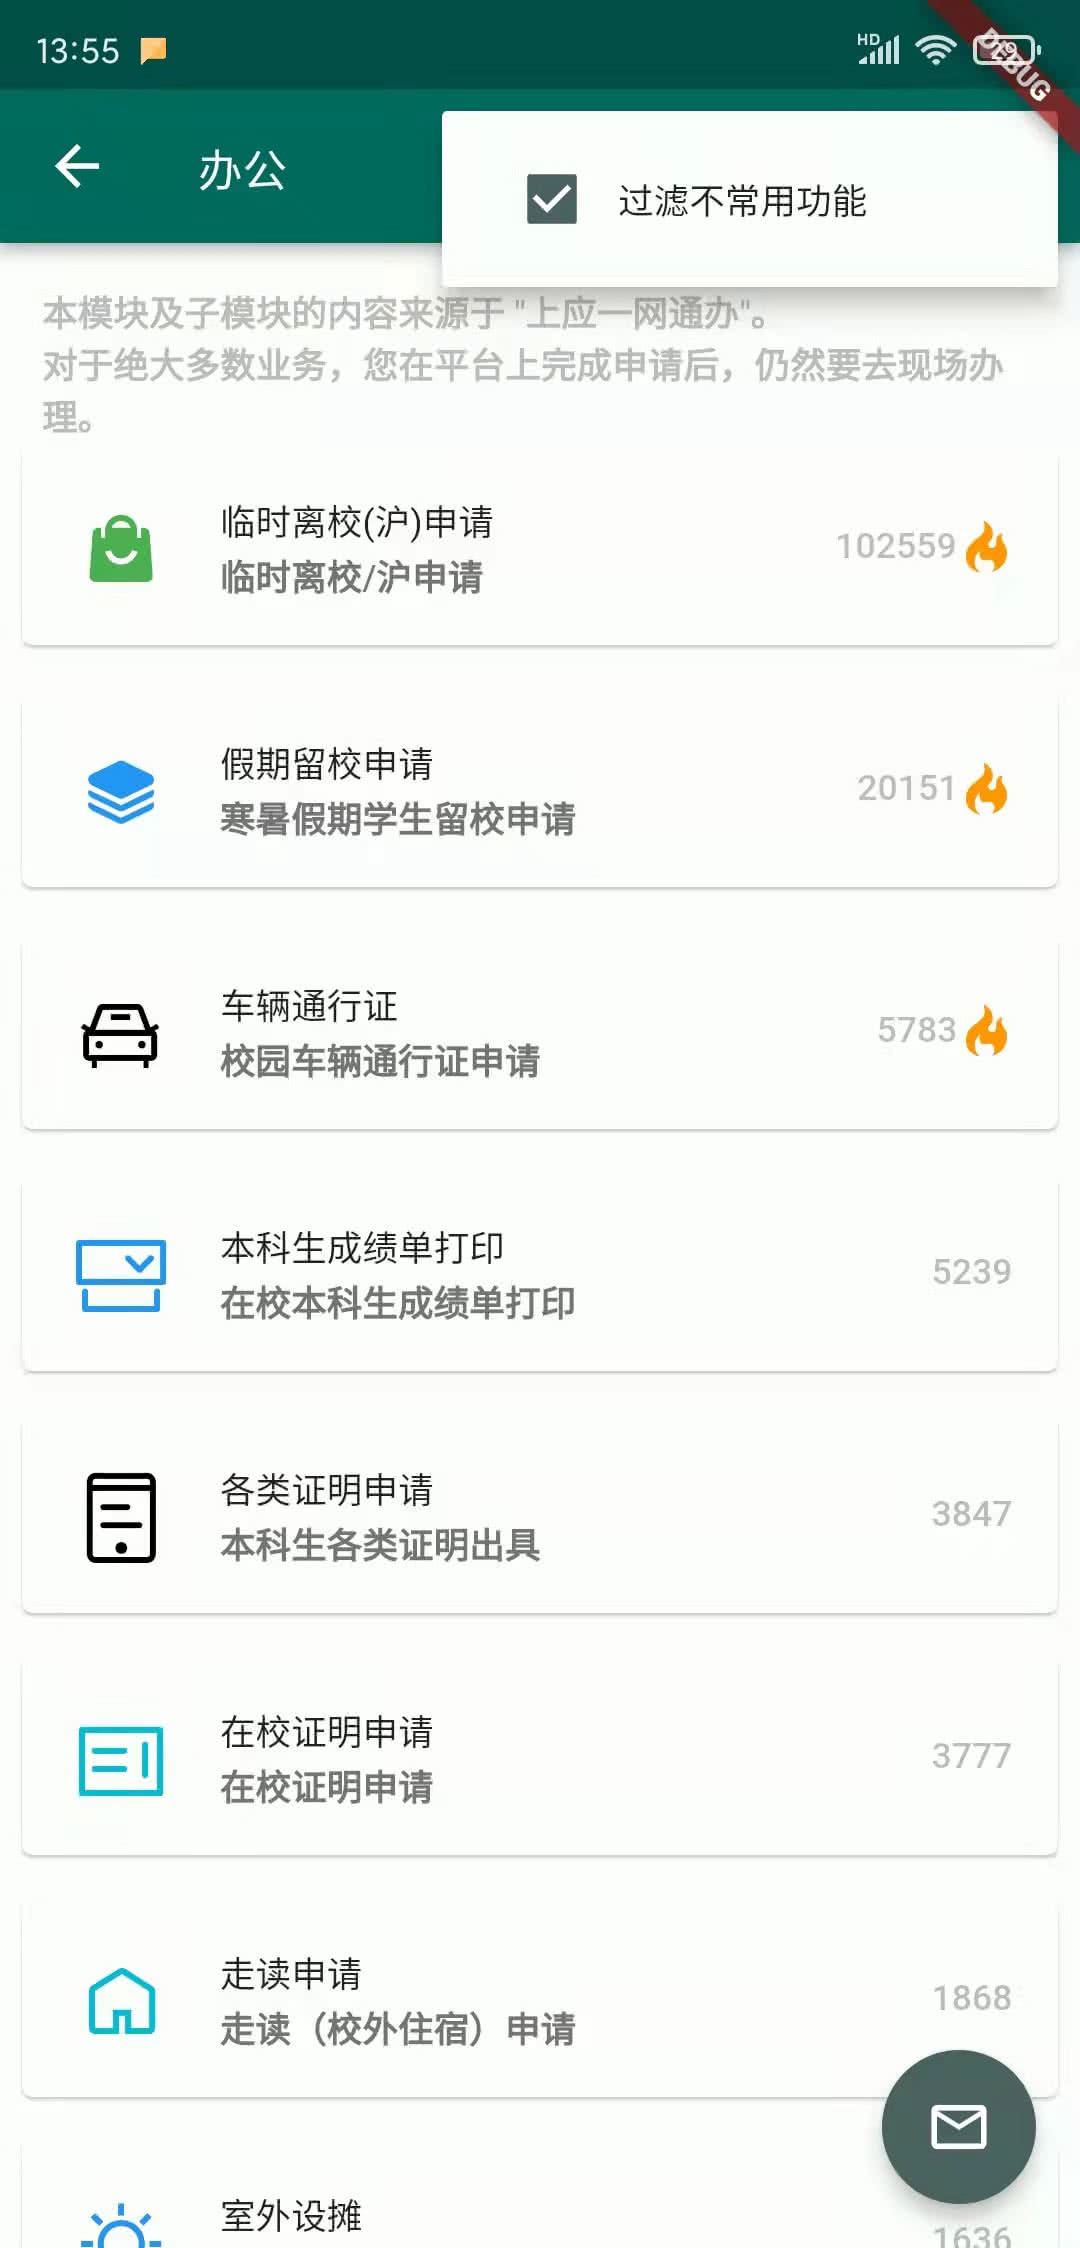 13:55
HD
DEBUG
办公
过滤不常用功能
本模块及子模块的内容来源于 "上应一网通办"。
对于绝大多数业务，您在平台上完成申请后，仍然要去现场办
理。
临时离校(沪)申请
临时离校/沪申请
102559
假期留校申请
寒暑假期学生留校申请
20151
车辆通行证
校园车辆通行证申请
5783
本科生成绩单打印
在校本科生成绩单打印
5239
各类证明申请
本科生各类证明出具
3847
在校证明申请
在校证明申请
3777
走读申请
走读（校外住宿）申请
1868
室外设摊
1636